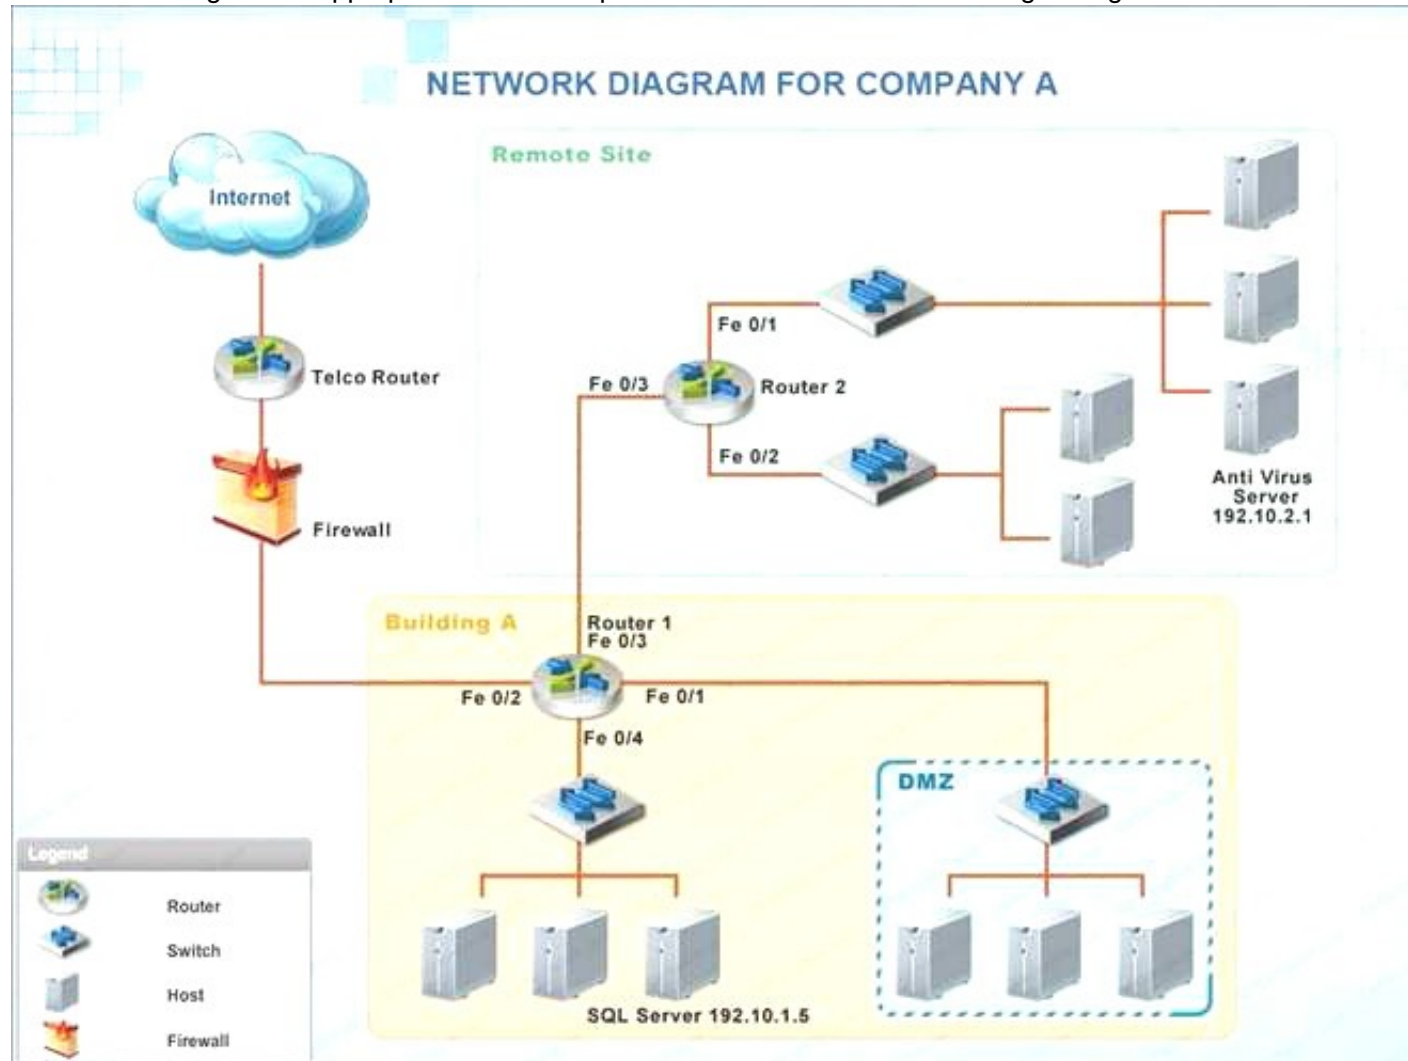 NETWORK DIAGRAM FOR COMPANY A
Remote Site
Internet
Fe 0/1
Telco Router
Fe 0/3
Router 2
Fe 0/2
Anti Virus
Server
192.10.2.1
Firewall
Building A
Router 1
Fe 0/3
Fe 0/2
Fe 0/1
Fe 0/4
DMZ
SQL Server 192.10.1.5
Legend
Router
Switch
Host
Firewall